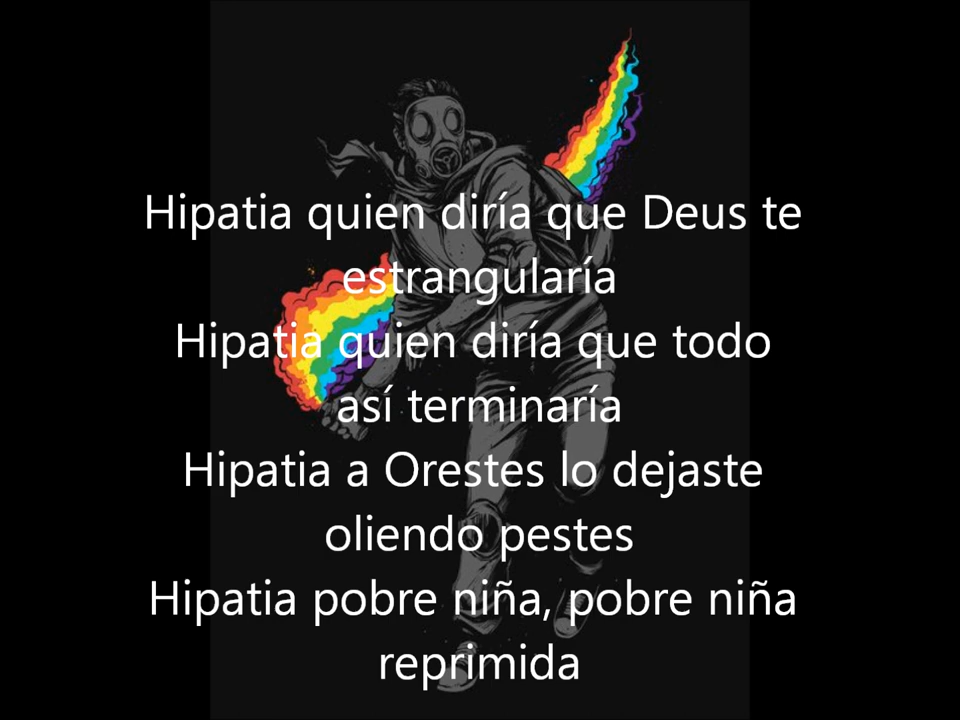 Hipatia quien diría que Deus te
estrangularía
Hipatia quien diría que todo
así terminaría
Hipatia a Orestes lo dejaste
oliendo pestes
Hipatia pobre niña, pobre niña
reprimida